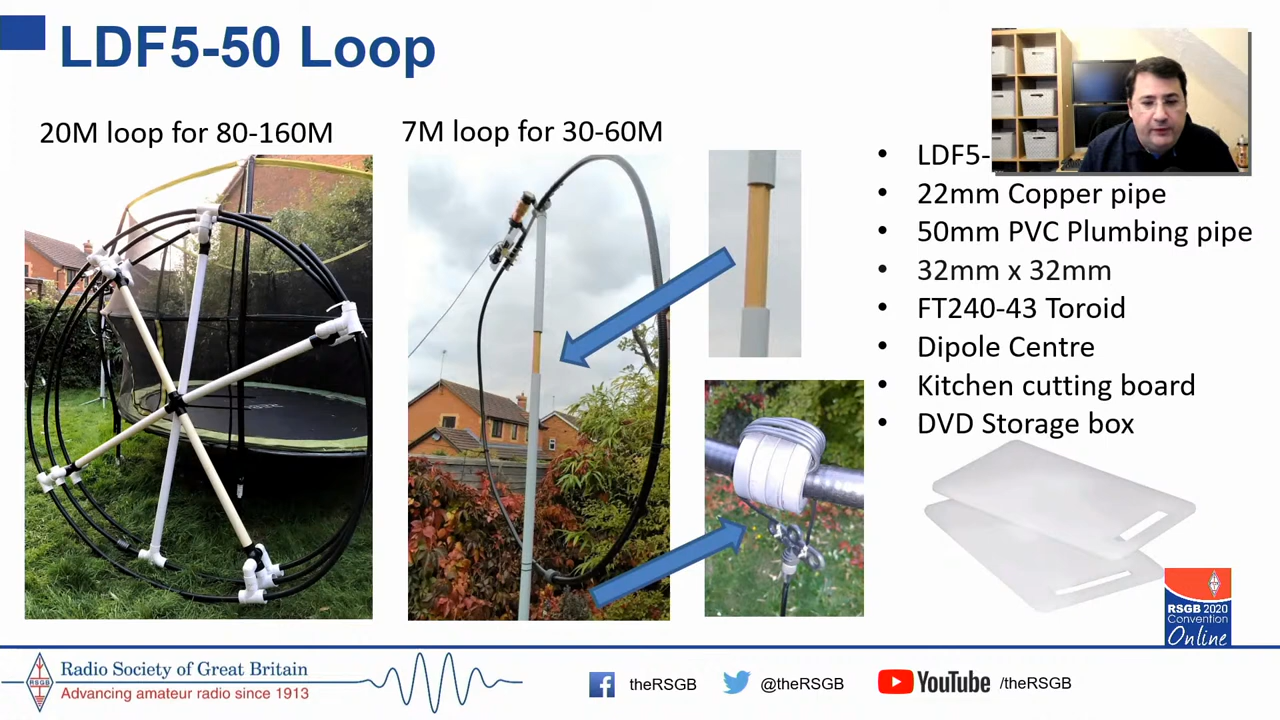 LDF5-50 Loop
20M loop for 80-160M
7M loop for 30-60M
• LDF5-
• 22mm Copper pipe
• 50mm PVC Plumbing pipe
• 32mm x 32mm
• FT240-43 Toroid
• Dipole Centre
• Kitchen cutting board
• DVD Storage box
RSGB 2020
Convention
Online
RSGB
Radio Society of Great Britain
Advancing amateur radio since 1913
theRSGB
@theRSGB
YouTube /theRSGB